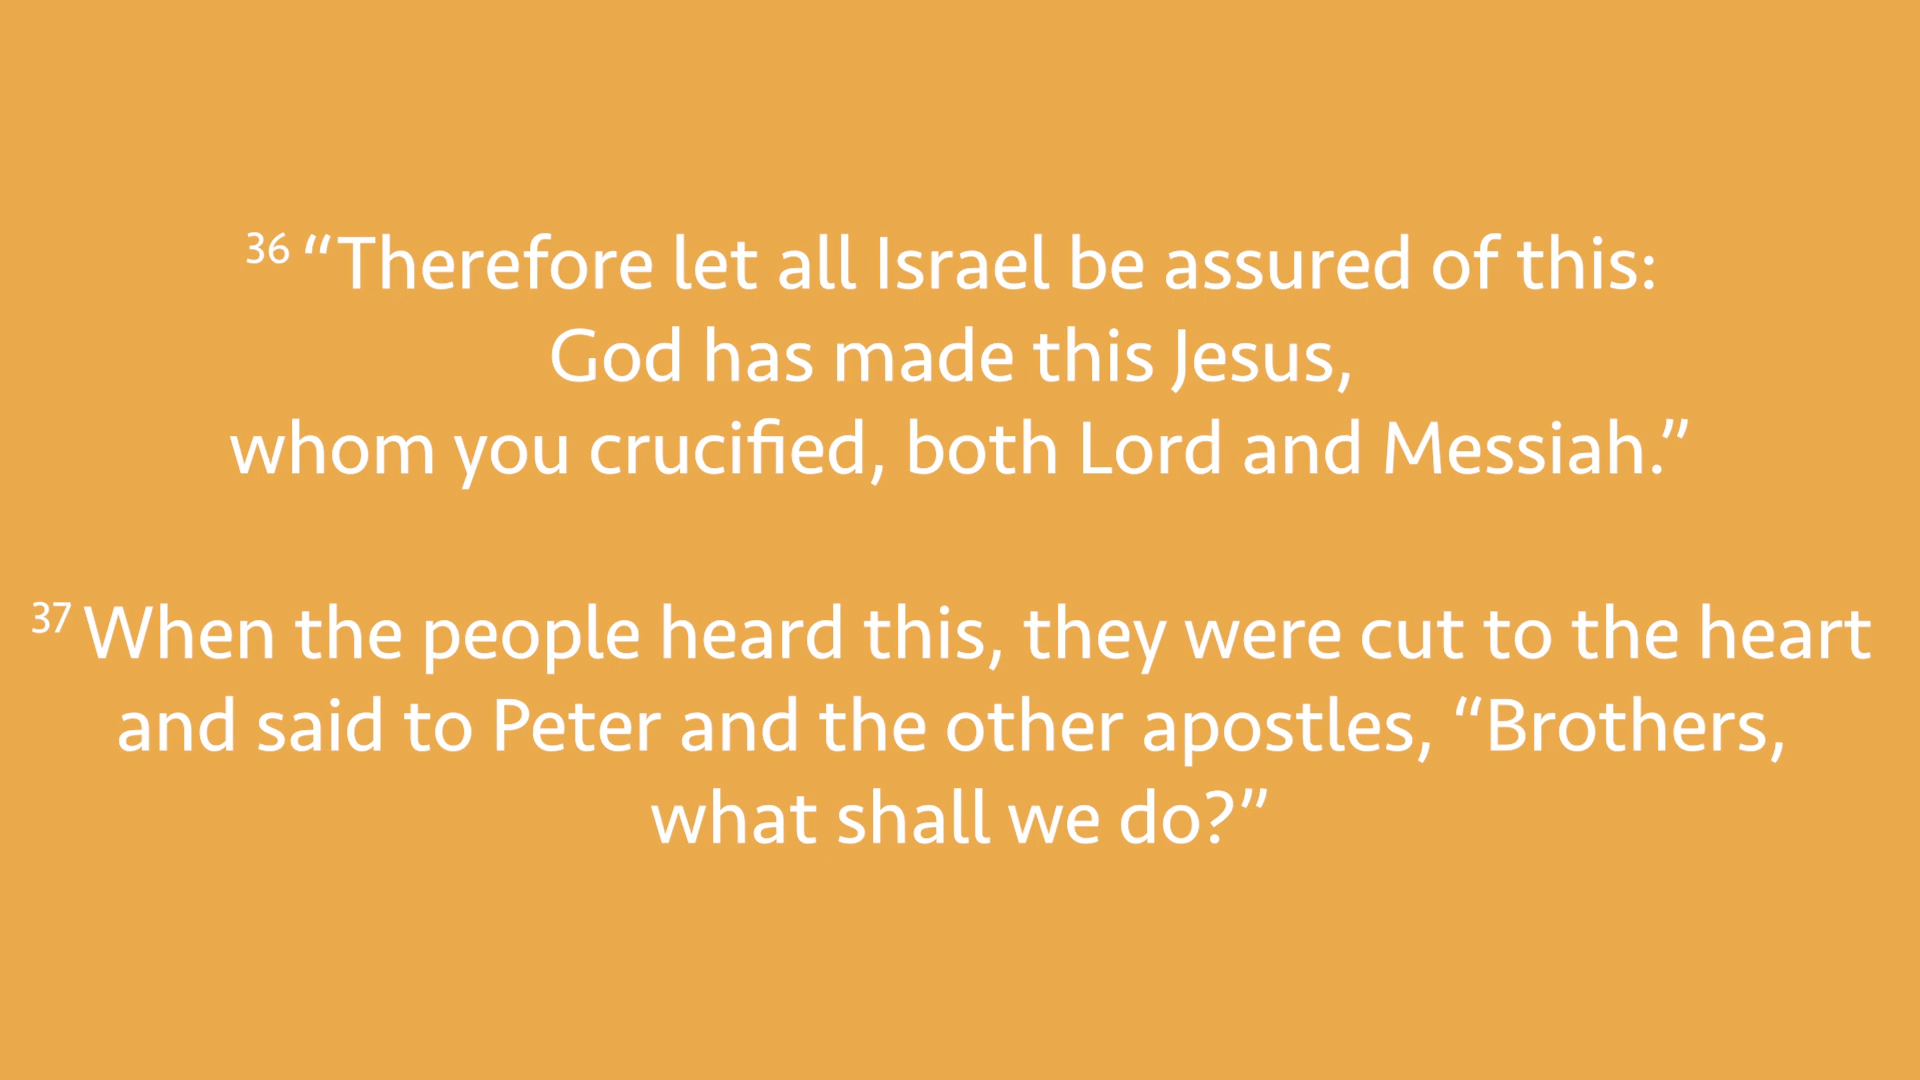 36 “Therefore let all Israel be assured of this:
God has made this Jesus,
whom you crucified, both Lord and Messiah.”
37 When the people heard this, they were cut to the heart
and said to Peter and the other apostles, “Brothers,
what shall we do?”